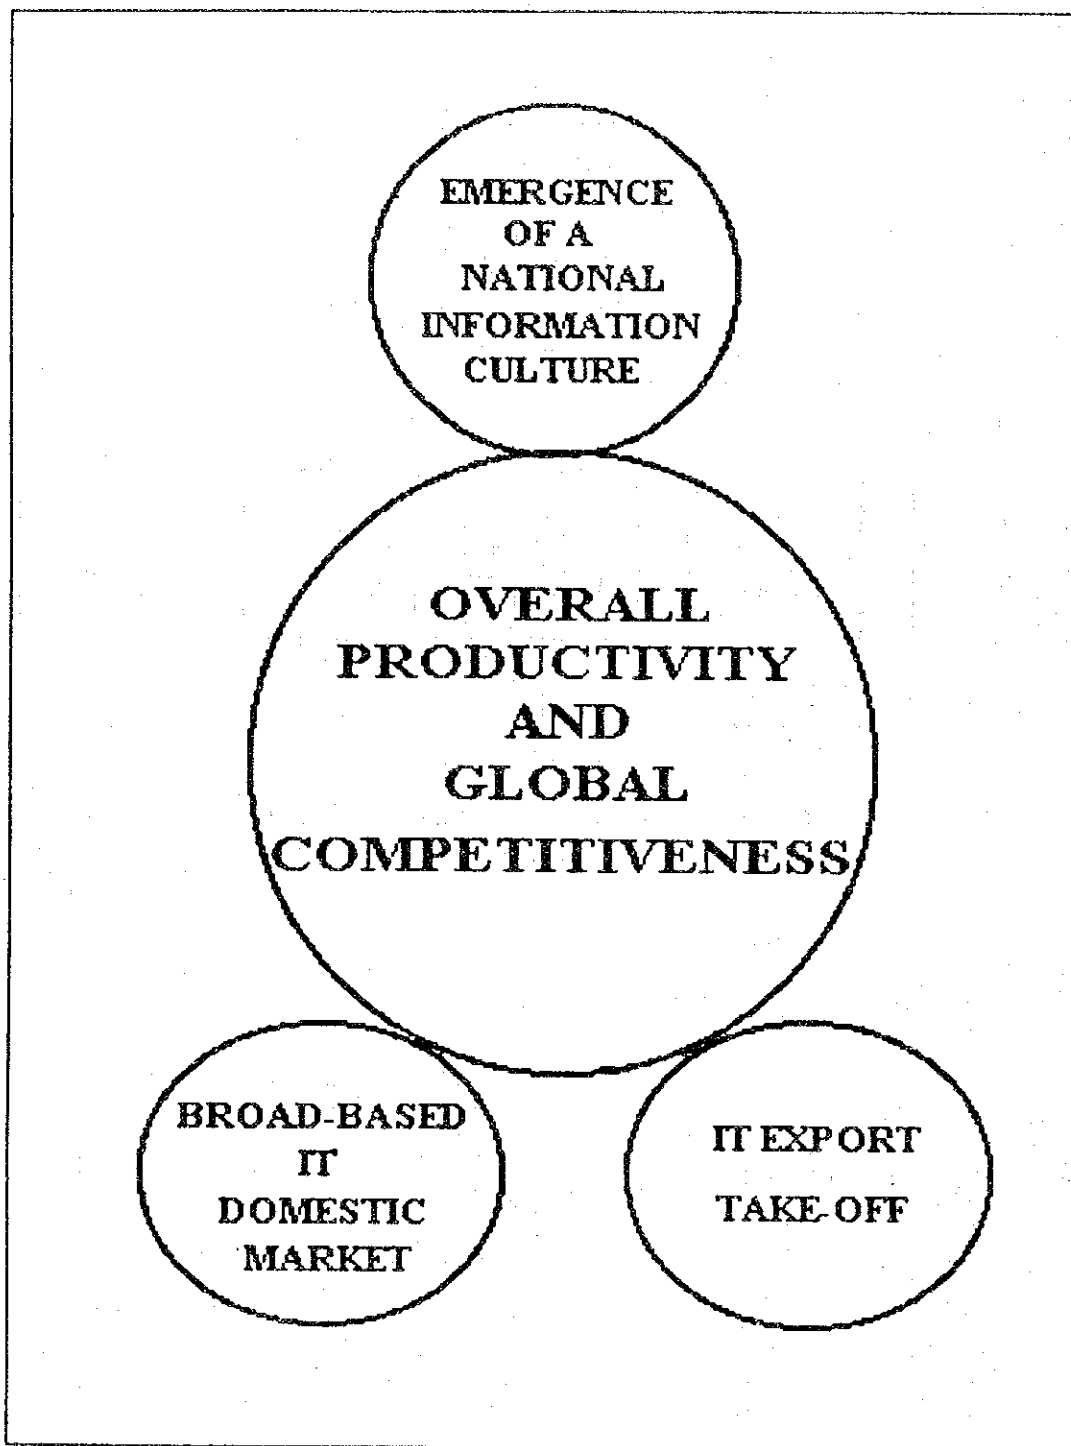 EMERGENCE
OF A
NATIONAL
INFORMATION
CULTURE
OVERALL
PRODUCTIVITY
AND
GLOBAL
COMPETITIVENESS
BROAD-BASED
IT
DOMESTIC
MARKET
IT EXPORT
TAKE-OFF